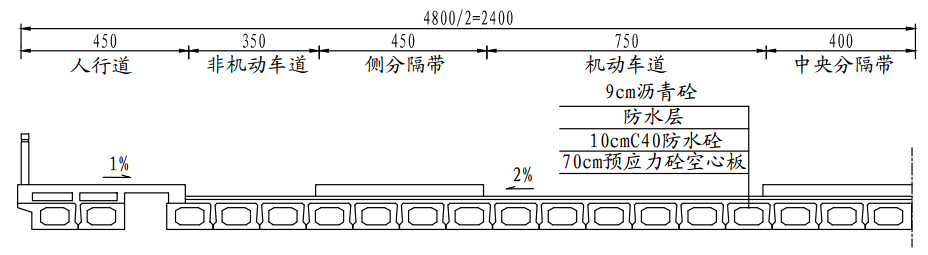 4800/2=2400
450 350 450 750 400
人行道 非机动车道 侧分隔带 机动车道 中央分隔带
9cm沥青砼
防水层
10cmC40防水砼
70cm预应力砼空心板
1% 2%